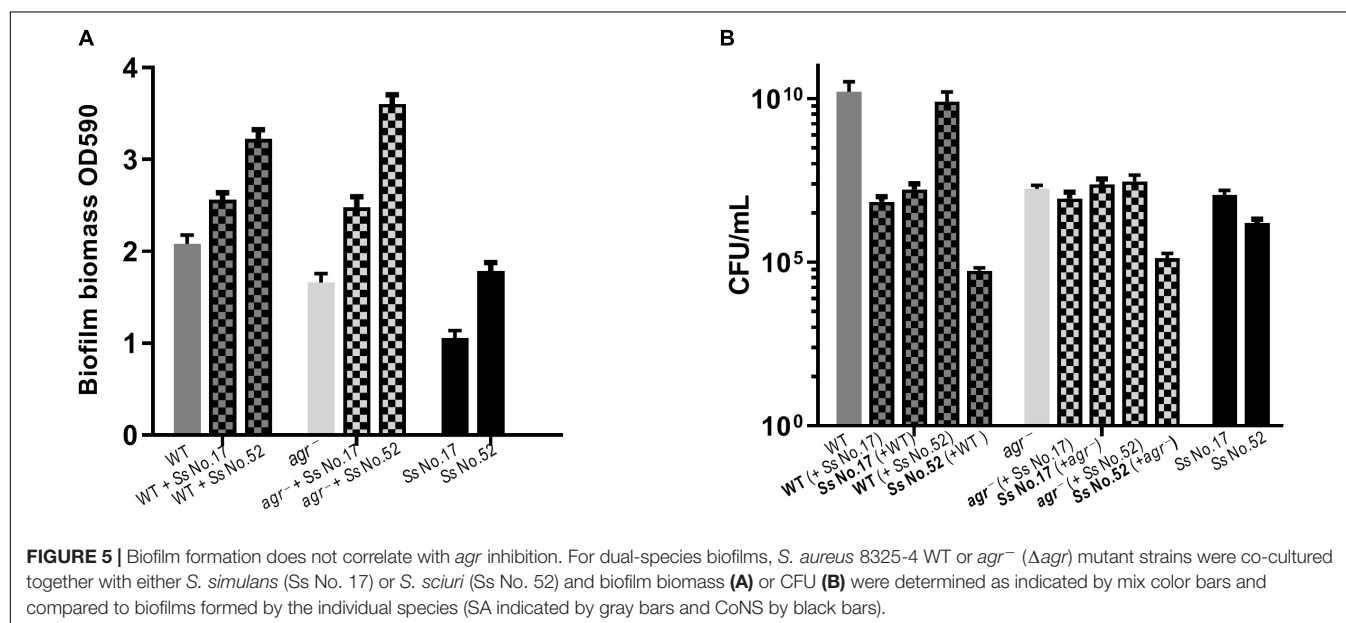 A
B
4
3
2
1
0
Biofilm biomass OD590
WT
WT + Ss No.17
WT + Ss No.52
agr⁻
agr⁻ + Ss No.17
agr⁻ + Ss No.52
Ss No.17
Ss No.52
10¹⁰
10⁵
10⁰
CFU/mL
WT
WT (+ Ss No.17)
Ss No.17 (+WT)
WT (+ Ss No.52)
Ss No.52 (+WT )
agr⁻
agr⁻ (+ Ss No.17)
Ss No.17 (+agr⁻)
agr⁻ (+ Ss No.52)
Ss No.52 (+agr⁻)
Ss No.17
Ss No.52
FIGURE 5 | Biofilm formation does not correlate with agr inhibition. For dual-species biofilms, S. aureus 8325-4 WT or agr⁻ (Δagr) mutant strains were co-cultured
together with either S. simulans (Ss No. 17) or S. sciuri (Ss No. 52) and biofilm biomass (A) or CFU (B) were determined as indicated by mix color bars and
compared to biofilms formed by the individual species (SA indicated by gray bars and CoNS by black bars).